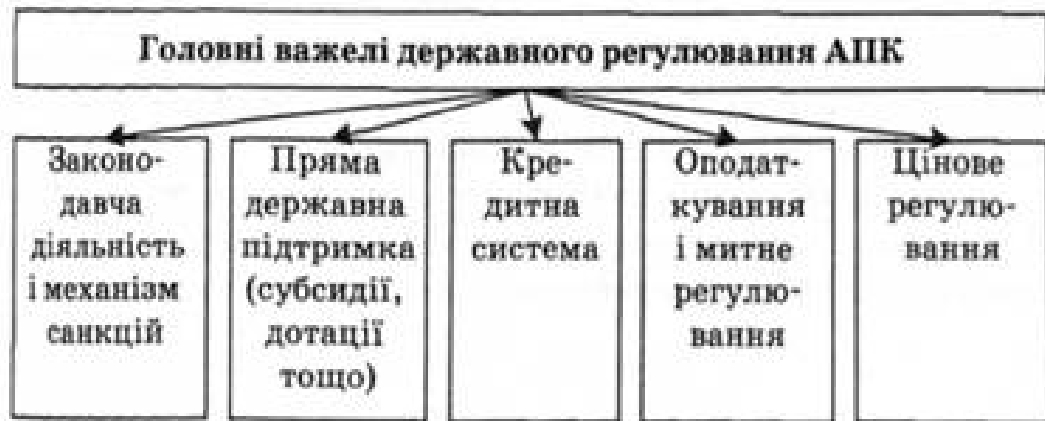 Головні важелі державного регулювання АПК
Законо-
давча
діяльність
і механізм
санкцій
Пряма
державна
підтримка
(субсидії,
дотації
тощо)
Кре-
дитна
система
Оподат-
кування
і митне
регулю-
вання
Цінове
регулю-
вання